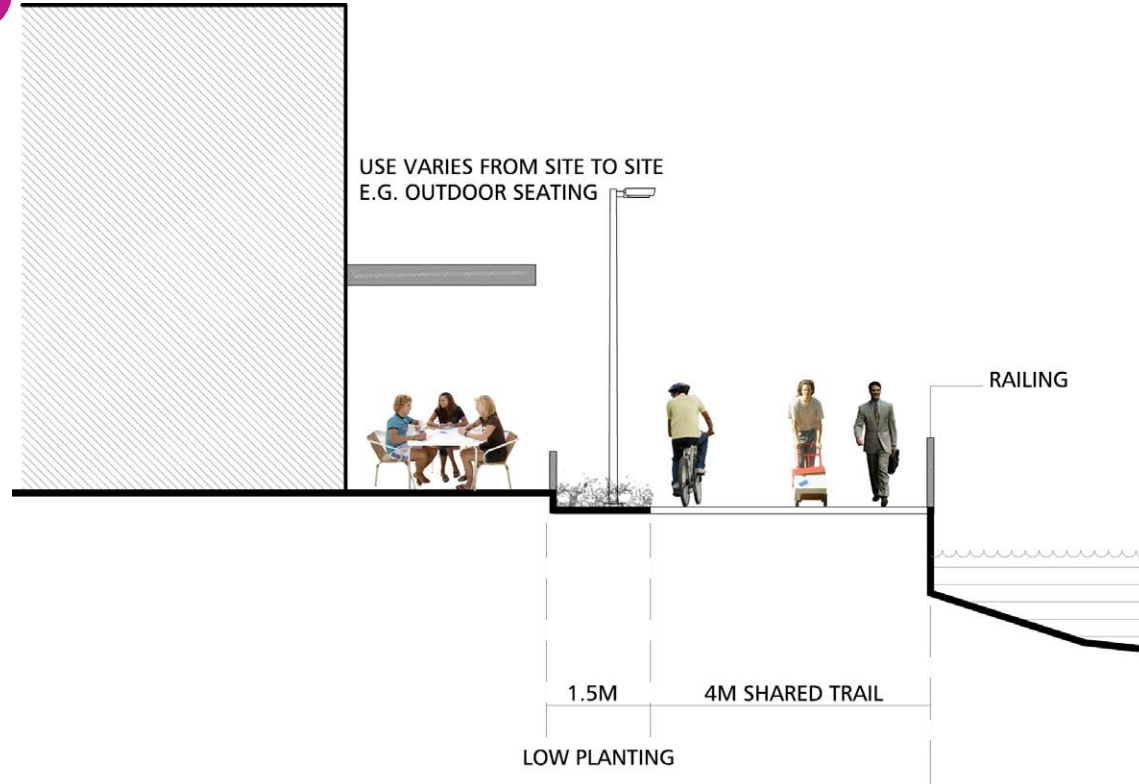 USE VARIES FROM SITE TO SITE
E.G. OUTDOOR SEATING
RAILING
1.5M
4M SHARED TRAIL
LOW PLANTING